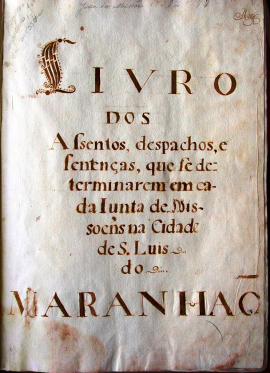 LIVRO
DOS
Assentos, despachos, e
sentenças, que se de:
terminarem em ca-
da Iunta de Mis-
soens na Cidade
de S. Luis
do
MARANHAÕ